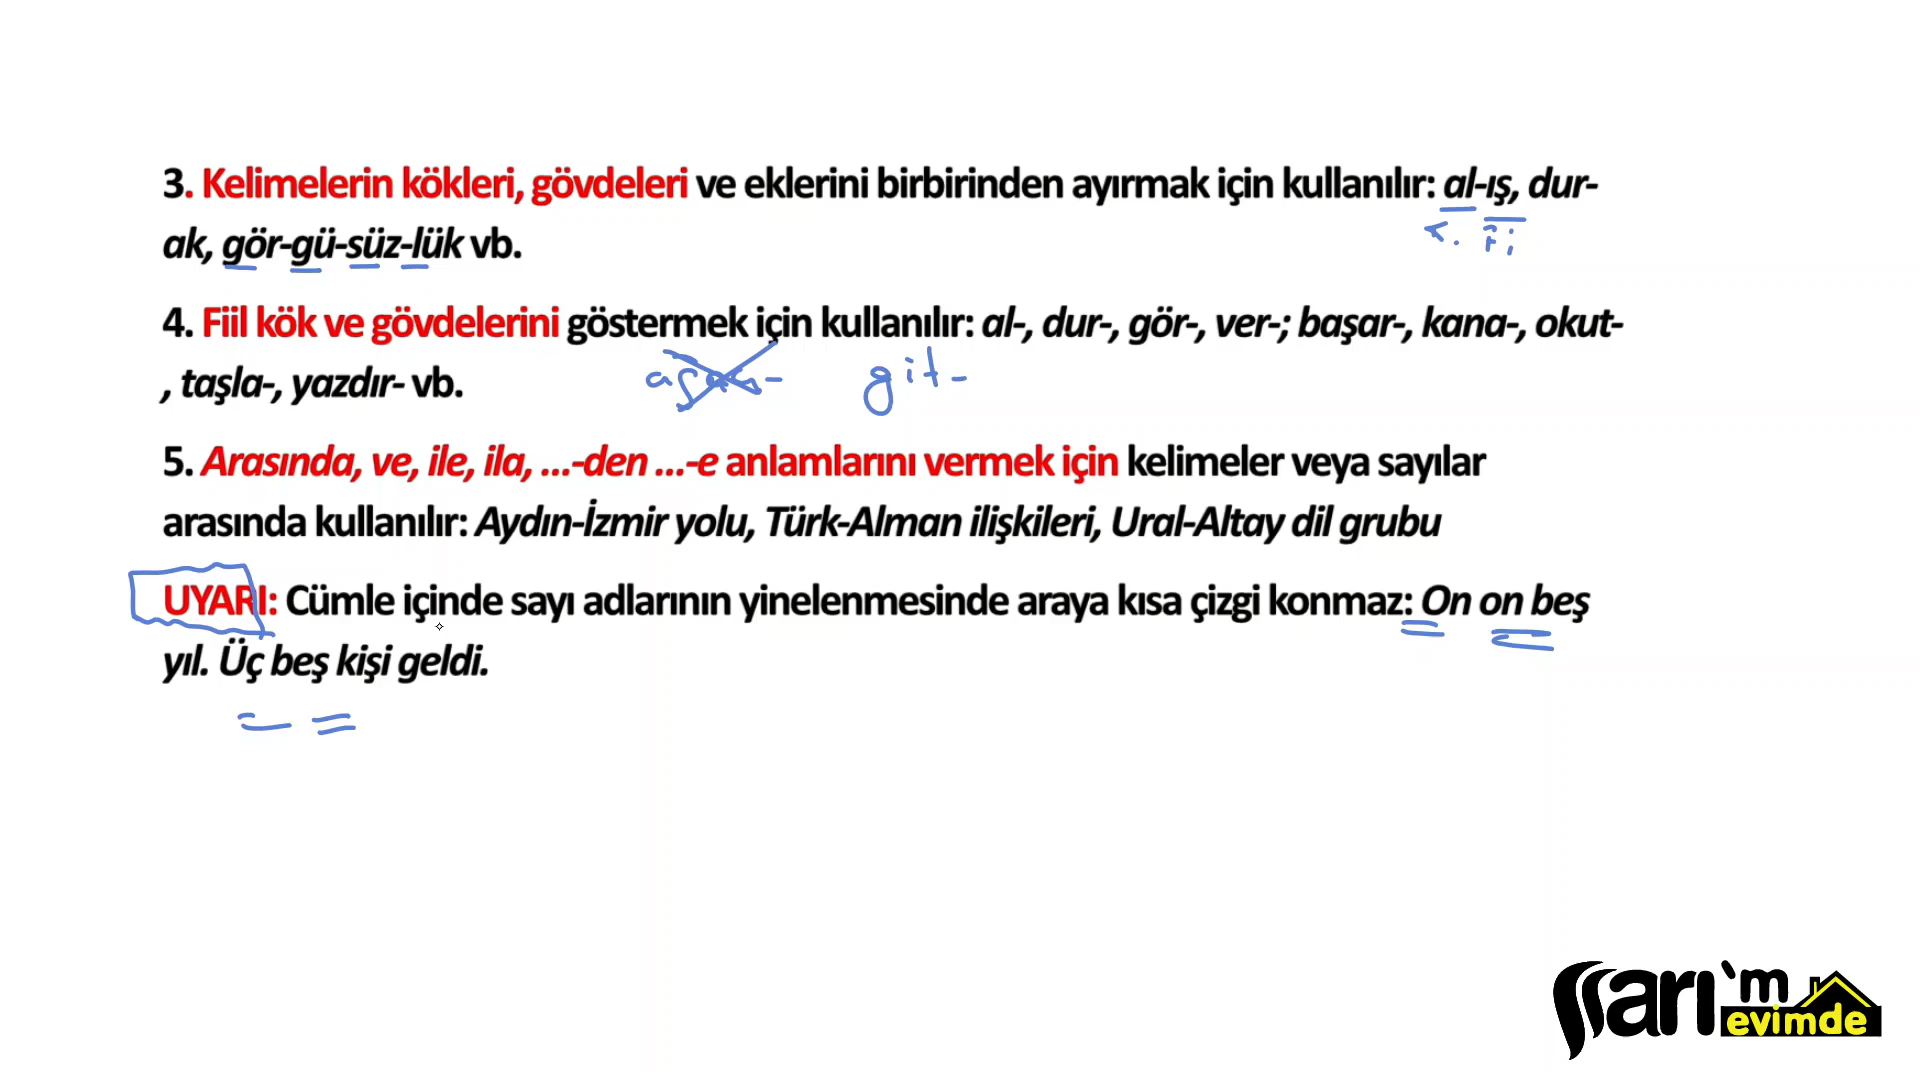 3. Kelimelerin kökleri, gövdeleri ve eklerini birbirinden ayırmak için kullanılır: al-ış, dur-
ak, gör-gü-süz-lük vb.
4. Fiil kök ve gövdelerini göstermek için kullanılır: al-, dur-, gör-, ver-; başar-, kana-, okut-
, taşla-, yazdır- vb.
git-
5. Arasında, ve, ile, ila, ...-den ...-e anlamlarını vermek için kelimeler veya sayılar
arasında kullanılır: Aydın-İzmir yolu, Türk-Alman ilişkileri, Ural-Altay dil grubu
UYARI: Cümle içinde sayı adlarının yinelenmesinde araya kısa çizgi konmaz: On on beş
yıl. Üç beş kişi geldi.
sarı'm
evimde